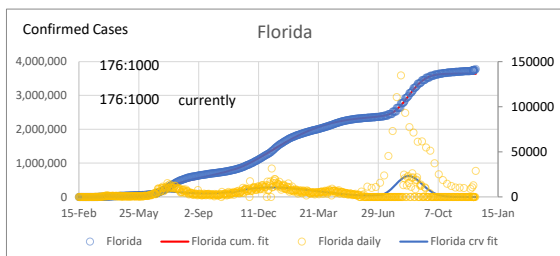 Confirmed Cases
Florida
4,000,000
3,000,000
2,000,000
1,000,000
0
176:1000
176:1000 currently
150000
100000
50000
0
15-Feb 25-May 2-Sep 11-Dec 21-Mar 29-Jun 7-Oct 15-Jan
Florida Florida cum. fit Florida daily Florida crv fit